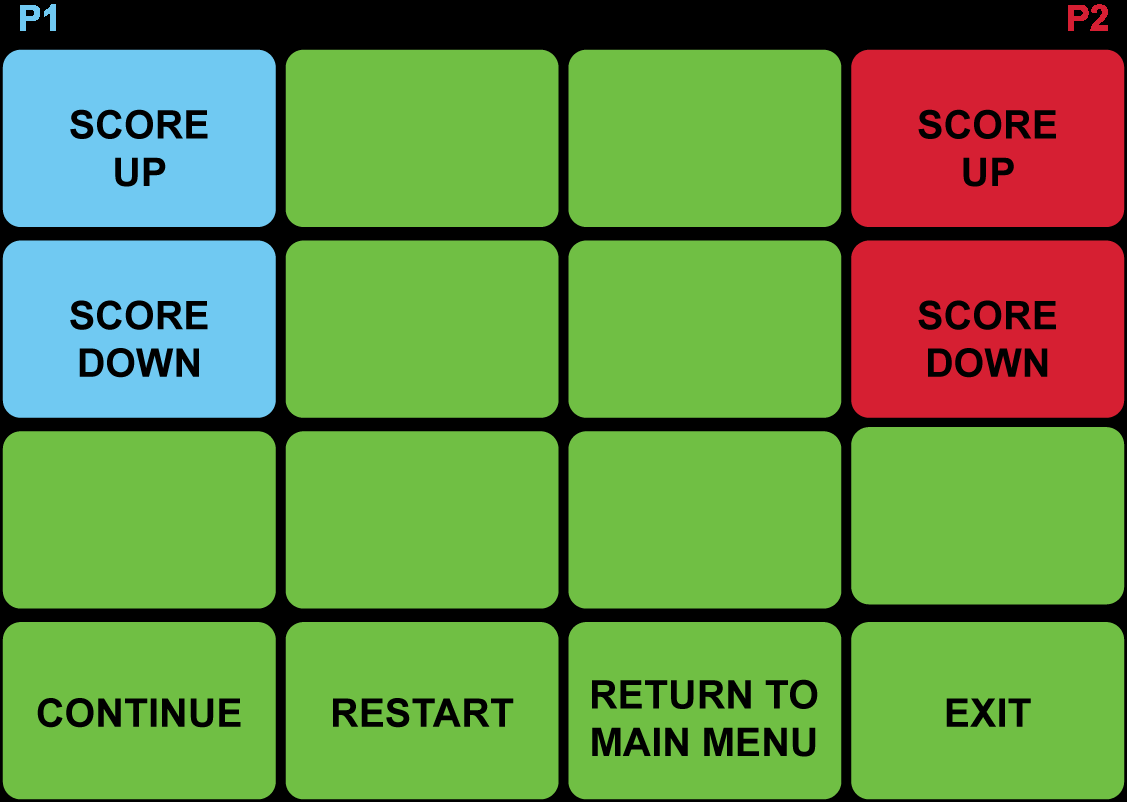 P1
P2
SCORE
UP
SCORE
UP
SCORE
DOWN
SCORE
DOWN
CONTINUE
RESTART
RETURN TO
MAIN MENU
EXIT